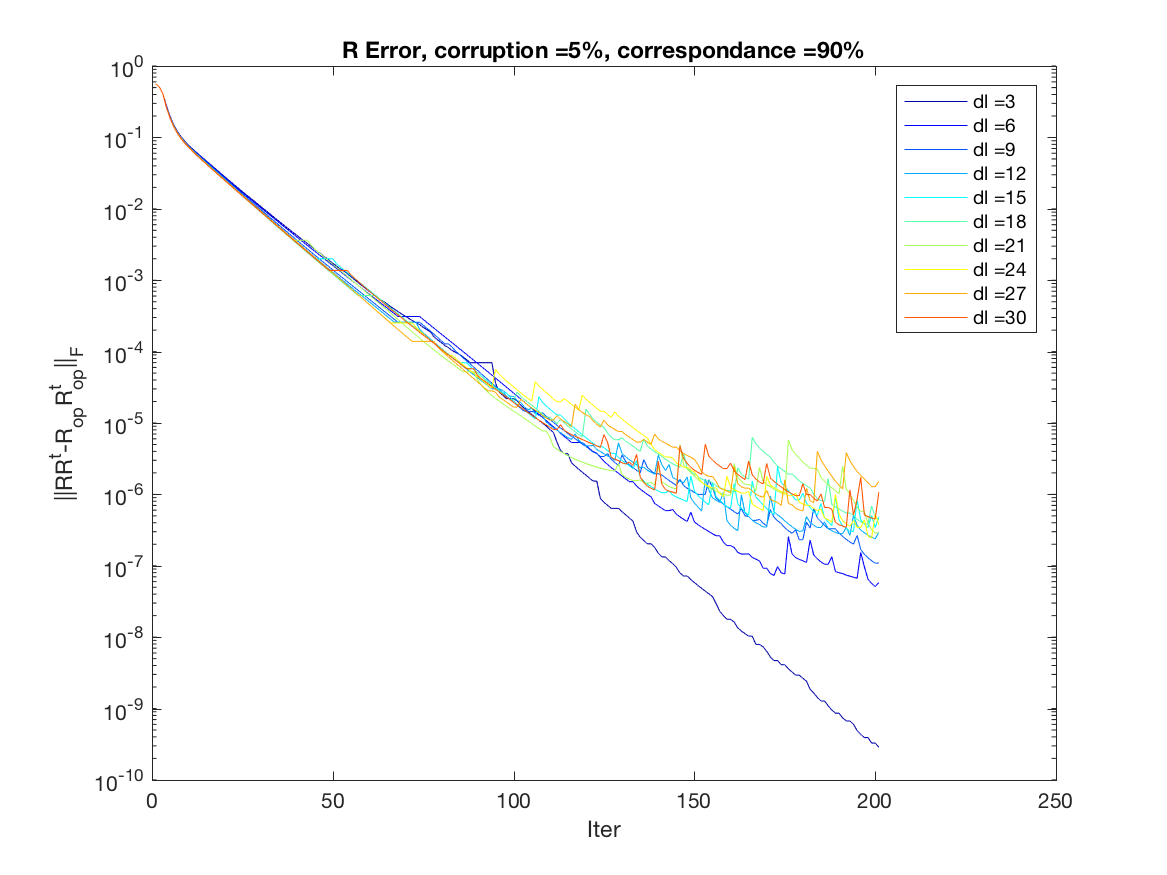 R Error, corruption =5%, correspondance =90%
10^0
10^-1
10^-2
10^-3
10^-4
10^-5
10^-6
10^-7
10^-8
10^-9
10^-10
||RR^t-R_op R^t_op||_F
0 50 100 150 200 250
Iter
dl =3
dl =6
dl =9
dl =12
dl =15
dl =18
dl =21
dl =24
dl =27
dl =30